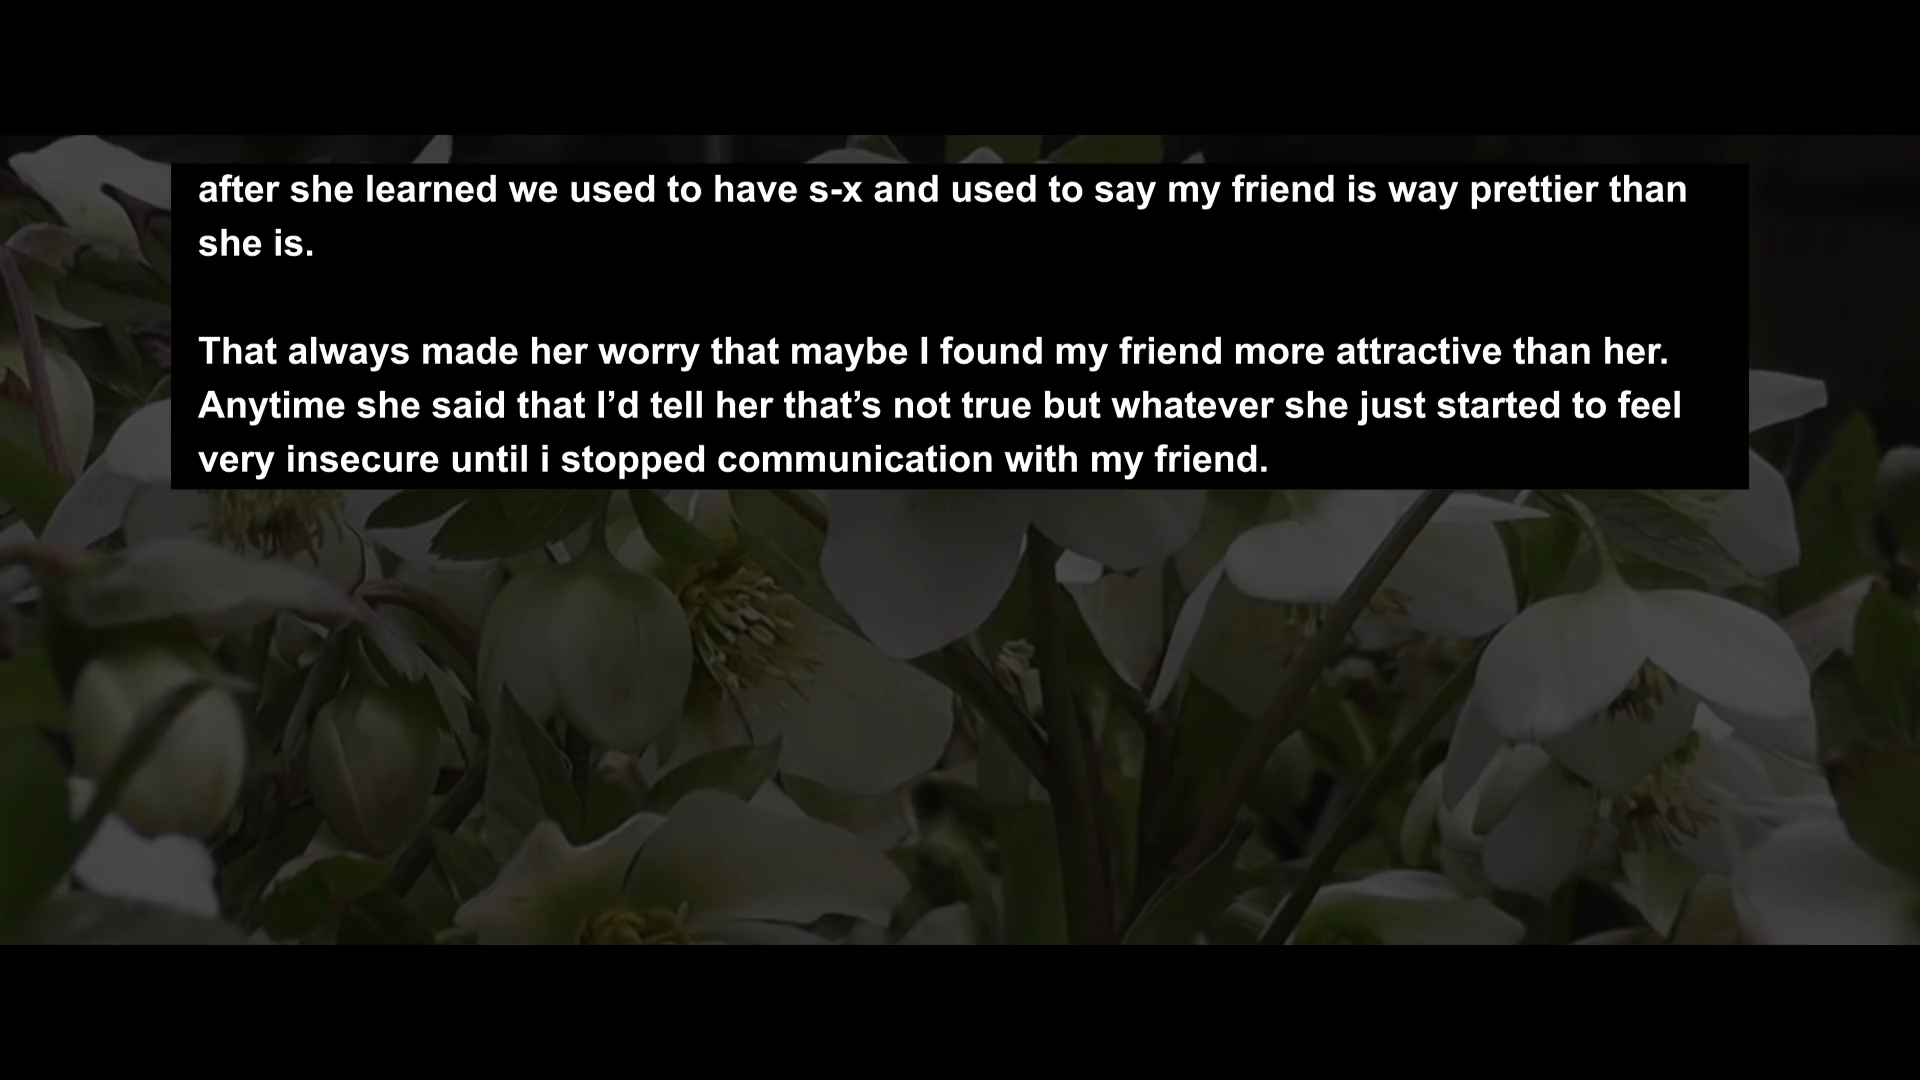 after she learned we used to have s-x and used to say my friend is way prettier than
she is.
That always made her worry that maybe I found my friend more attractive than her.
Anytime she said that I’d tell her that’s not true but whatever she just started to feel
very insecure until i stopped communication with my friend.